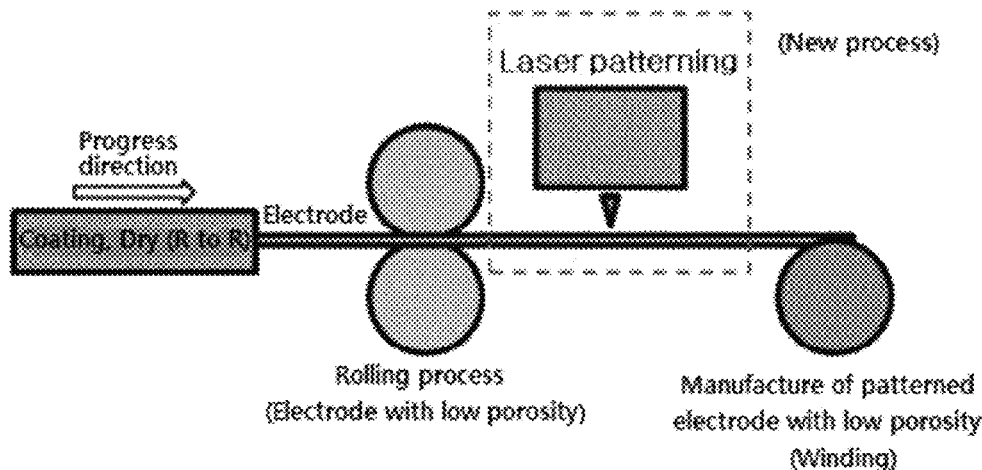 (New process)
Laser patterning
Progress
direction
Electrode
Coating, Dry (R to R)
Rolling process
(Electrode with low porosity)
Manufacture of patterned
electrode with low porosity
(Winding)